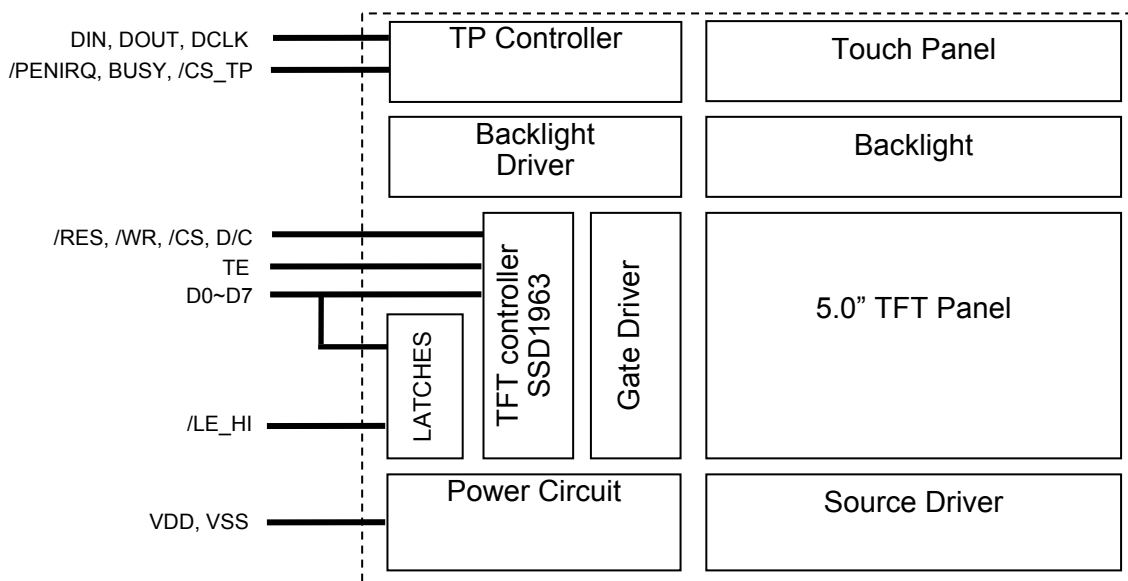 DIN, DOUT, DCLK
/PENIRQ, BUSY, /CS_TP
TP Controller
Touch Panel
Backlight
Driver
Backlight
/RES, /WR, /CS, D/C
TE
D0~D7
/LE_HI
LATCHES
TFT controller
SSD1963
Gate Driver
5.0” TFT Panel
VDD, VSS
Power Circuit
Source Driver